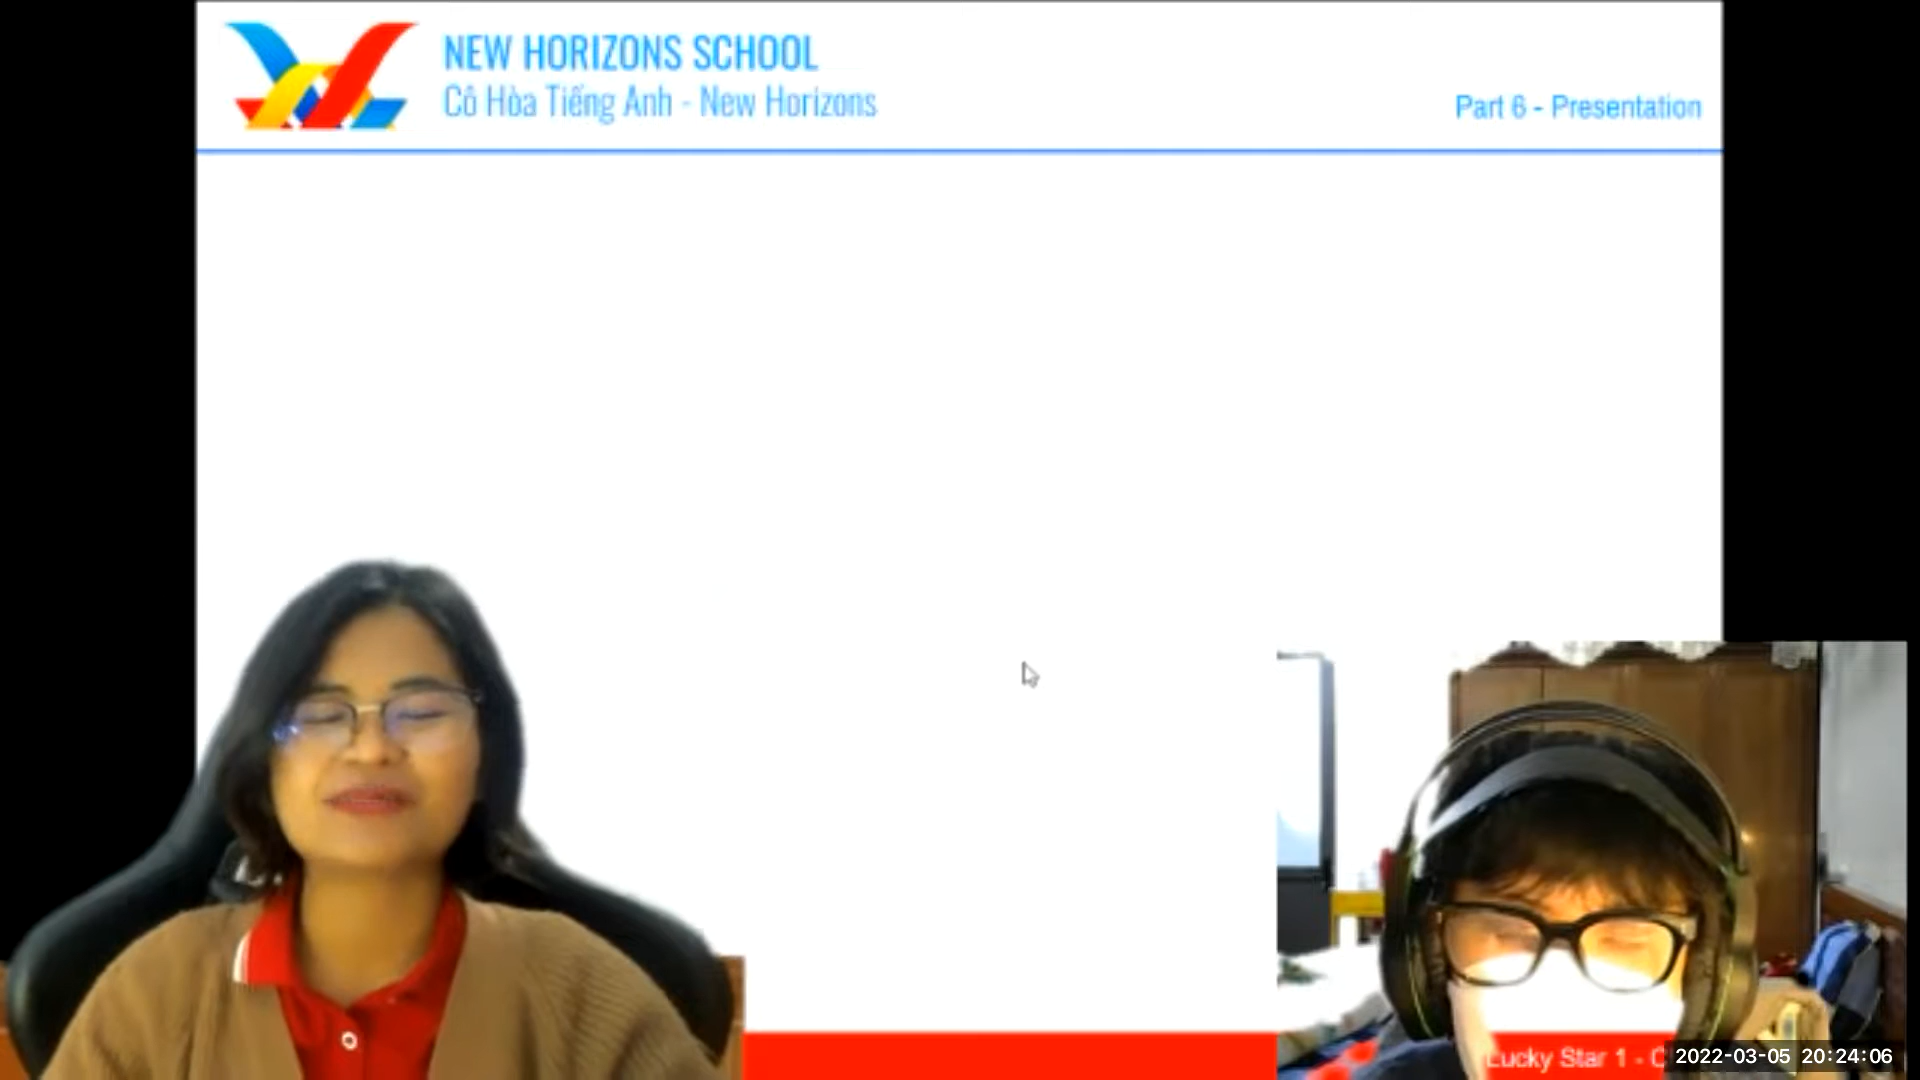 NEW HORIZONS SCHOOL
Cô Hòa Tiếng Anh - New Horizons
Part 6 - Presentation
Lucky Star 1 - C
2022-03-05 20:24:06